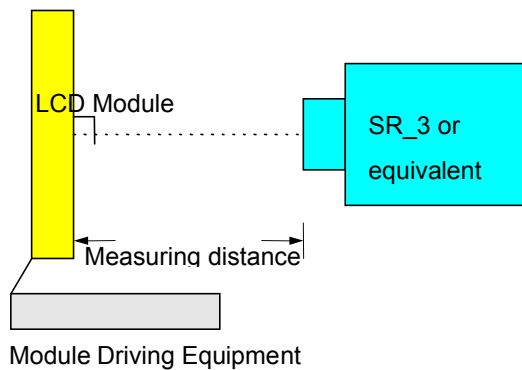 LCD Module
SR_3 or
equivalent
Measuring distance
Module Driving Equipment